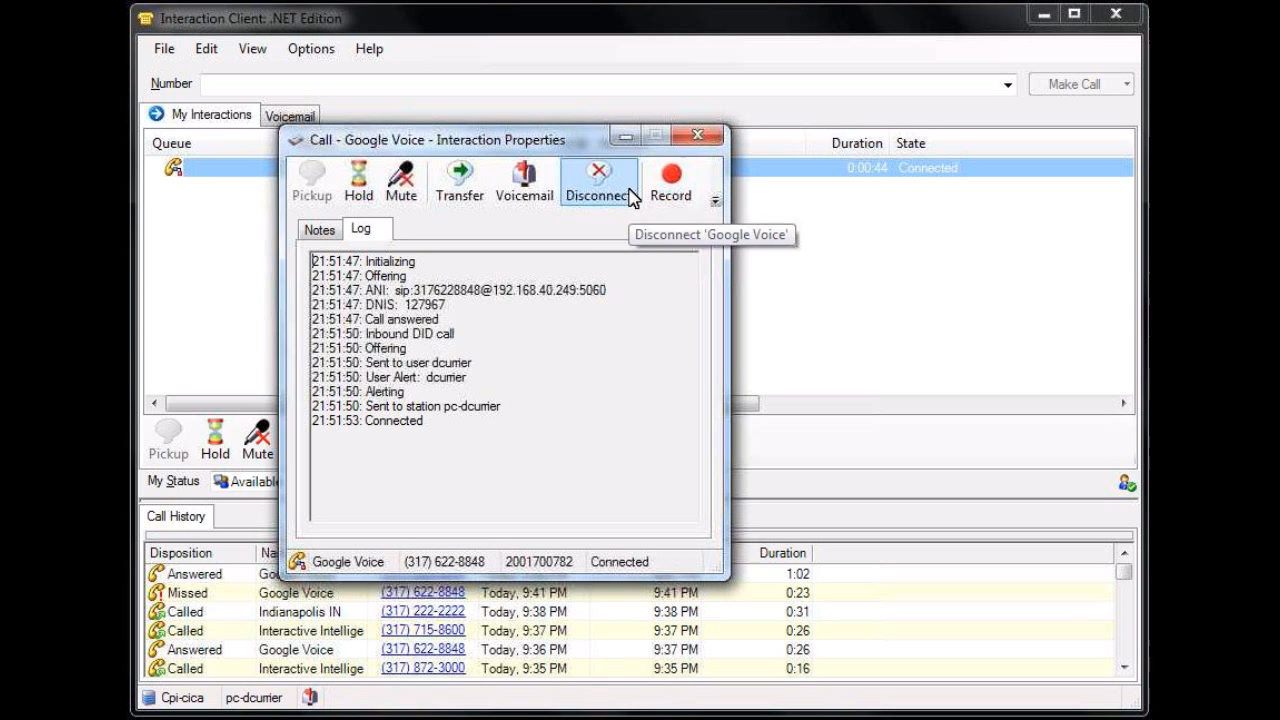 Interaction Client: .NET Edition
File Edit View Options Help
Number Make Call
My Interactions Voicemail
Queue Duration State
0:00:44 Connected
Call - Google Voice - Interaction Properties
Pickup Hold Mute Transfer Voicemail Disconnect Record
Disconnect 'Google Voice'
Notes Log
21:51:47: Initializing
21:51:47: Offering
21:51:47: ANI: sip:3176228848@192.168.40.249:5060
21:51:47: DNIS: 127967
21:51:47: Call answered
21:51:50: Inbound DID call
21:51:50: Offering
21:51:50: Sent to user dcurrier
21:51:50: User Alert: dcurrier
21:51:50: Alerting
21:51:50: Sent to station pc-dcurrier
21:51:53: Connected
Google Voice (317) 622-8848 2001700782 Connected
Pickup Hold Mute
My Status Available
Call History
Disposition Na Duration
Answered Goo 1:02
Missed Google Voice (317) 622-8848 Today, 9:41 PM 9:41 PM 0:23
Called Indianapolis IN (317) 222-2222 Today, 9:38 PM 9:38 PM 0:31
Called Interactive Intellige (317) 715-8600 Today, 9:37 PM 9:37 PM 0:26
Answered Google Voice (317) 622-8848 Today, 9:36 PM 9:37 PM 0:26
Called Interactive Intellige (317) 872-3000 Today, 9:35 PM 9:35 PM 0:16
Cpi-cica pc-dcurrier